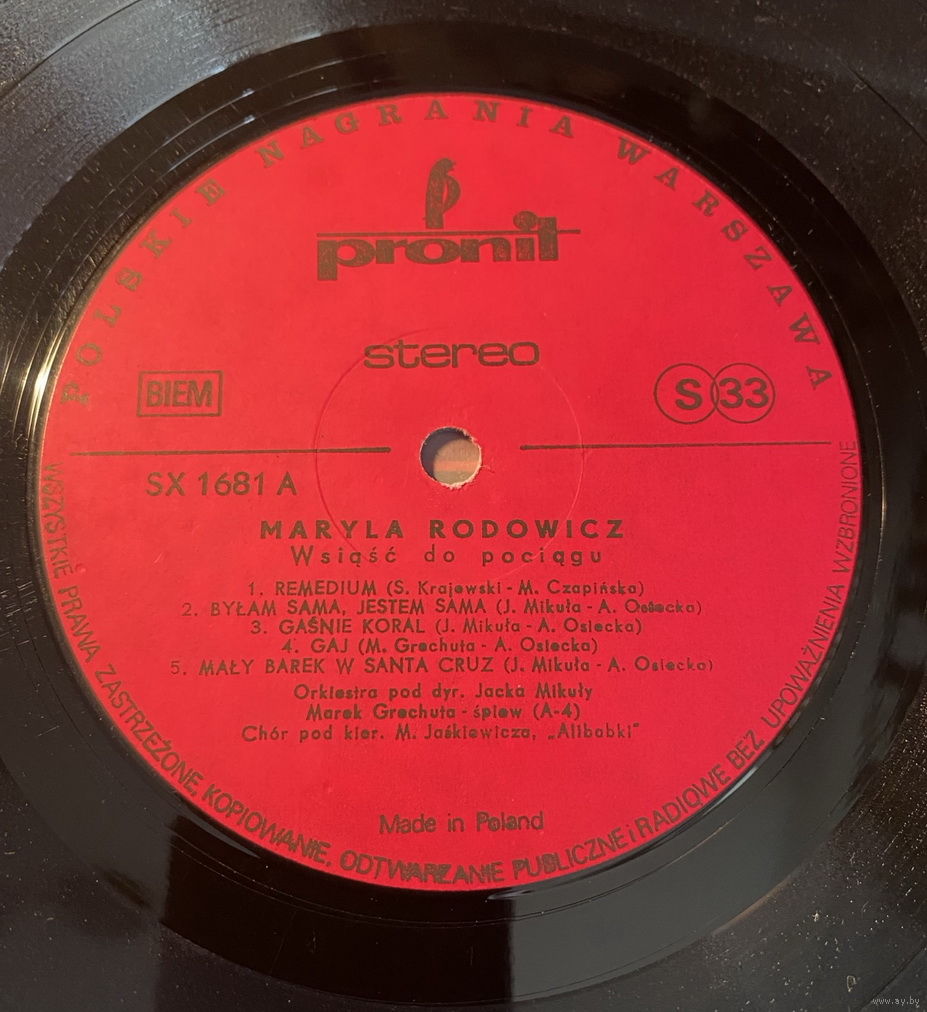 POLSKIE NAGRANIA WARSZAWA
pronit
stereo
BIEM
S 33
SX 1681 A
MARYLA RODOWICZ
Wsiąść do pociągu
1. REMEDIUM (S. Krajewski - M. Czapińska)
2. BYŁAM SAMA, JESTEM SAMA (J. Mikuła - A. Osiecka)
3. GAŚNIE KORAL (J. Mikuła - A. Osiecka)
4. GAJ (M. Grechuta - A. Osiecka)
5. MAŁY BAREK W SANTA CRUZ (J. Mikuła - A. Osiecka)
Orkiestra pod dyr. Jacka Mikuły
Marek Grechuta - śpiew (A-4)
Chór pod kier. M. Jaśkiewicza, „Alibabki"
Made in Poland
WSZYSTKIE PRAWA ZASTRZEŻONE, KOPIOWANIE, ODTWARZANIE PUBLICZNE i RADIOWE BEZ UPOWAŻNIENIA WZBRONIONE
www.ay.by